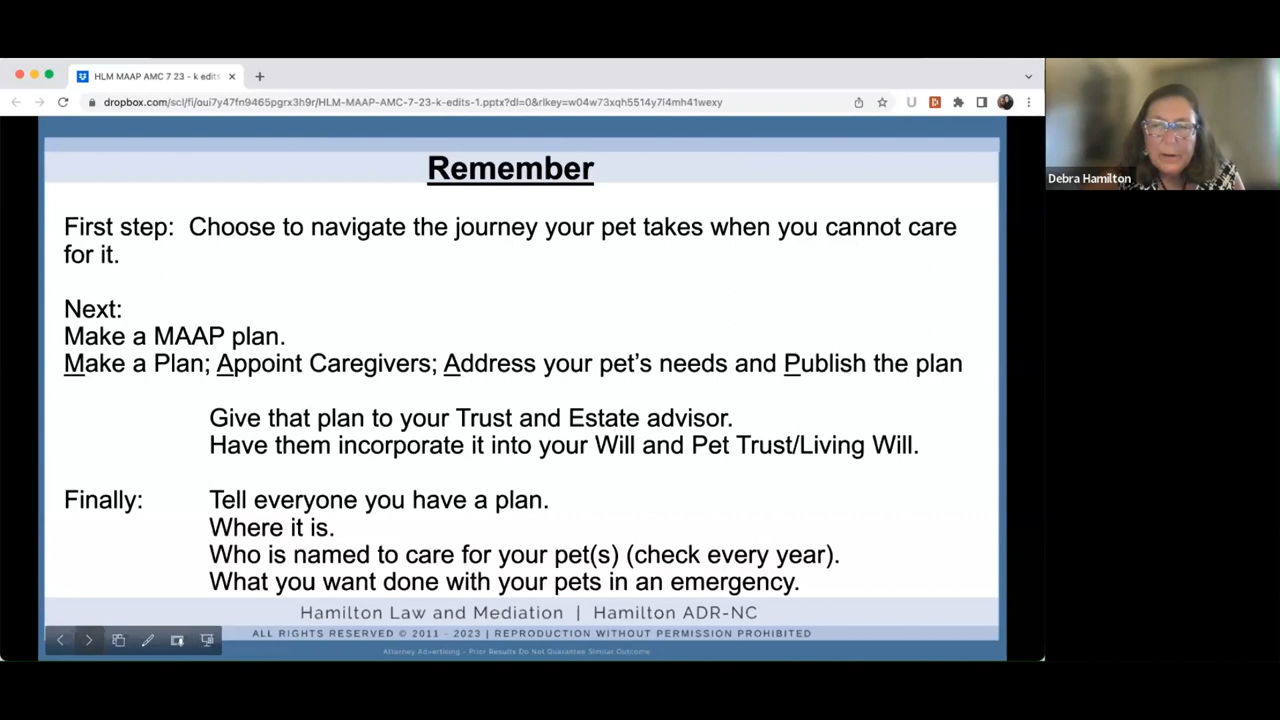 HLM MAAP AMC 7 23 - k edits
dropbox.com/scl/fi/oui7y47fn9465pgrx3h9r/HLM-MAAP-AMC-7-23-k-edits-1.pptx?dl=0&rlkey=w04w73xqh5514y7l4mh41wexy
Debra Hamilton
Remember
First step: Choose to navigate the journey your pet takes when you cannot care
for it.
Next:
Make a MAAP plan.
Make a Plan; Appoint Caregivers; Address your pet’s needs and Publish the plan
Give that plan to your Trust and Estate advisor.
Have them incorporate it into your Will and Pet Trust/Living Will.
Finally: Tell everyone you have a plan.
Where it is.
Who is named to care for your pet(s) (check every year).
What you want done with your pets in an emergency.
Hamilton Law and Mediation | Hamilton ADR-NC
ALL RIGHTS RESERVED © 2011 - 2023 | REPRODUCTION WITHOUT PERMISSION PROHIBITED
Attorney Advertising - Prior Results Do Not Guarantee Similar Outcome